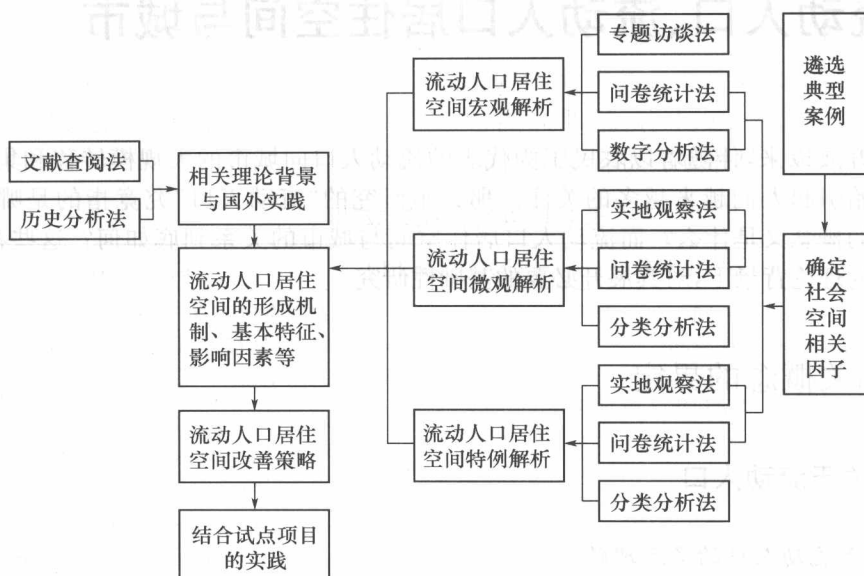 专题访谈法
问卷统计法
数字分析法
流动人口居住
空间宏观解析
遴选
典型
案例
文献查阅法
历史分析法
相关理论背景
与国外实践
实地观察法
问卷统计法
分类分析法
流动人口居住
空间微观解析
确定
社会
空间
相关
因子
流动人口居住
空间的形成机
制、基本特征、
影响因素等
实地观察法
问卷统计法
分类分析法
流动人口居住
空间特例解析
流动人口居住
空间改善策略
结合试点项目
的实践